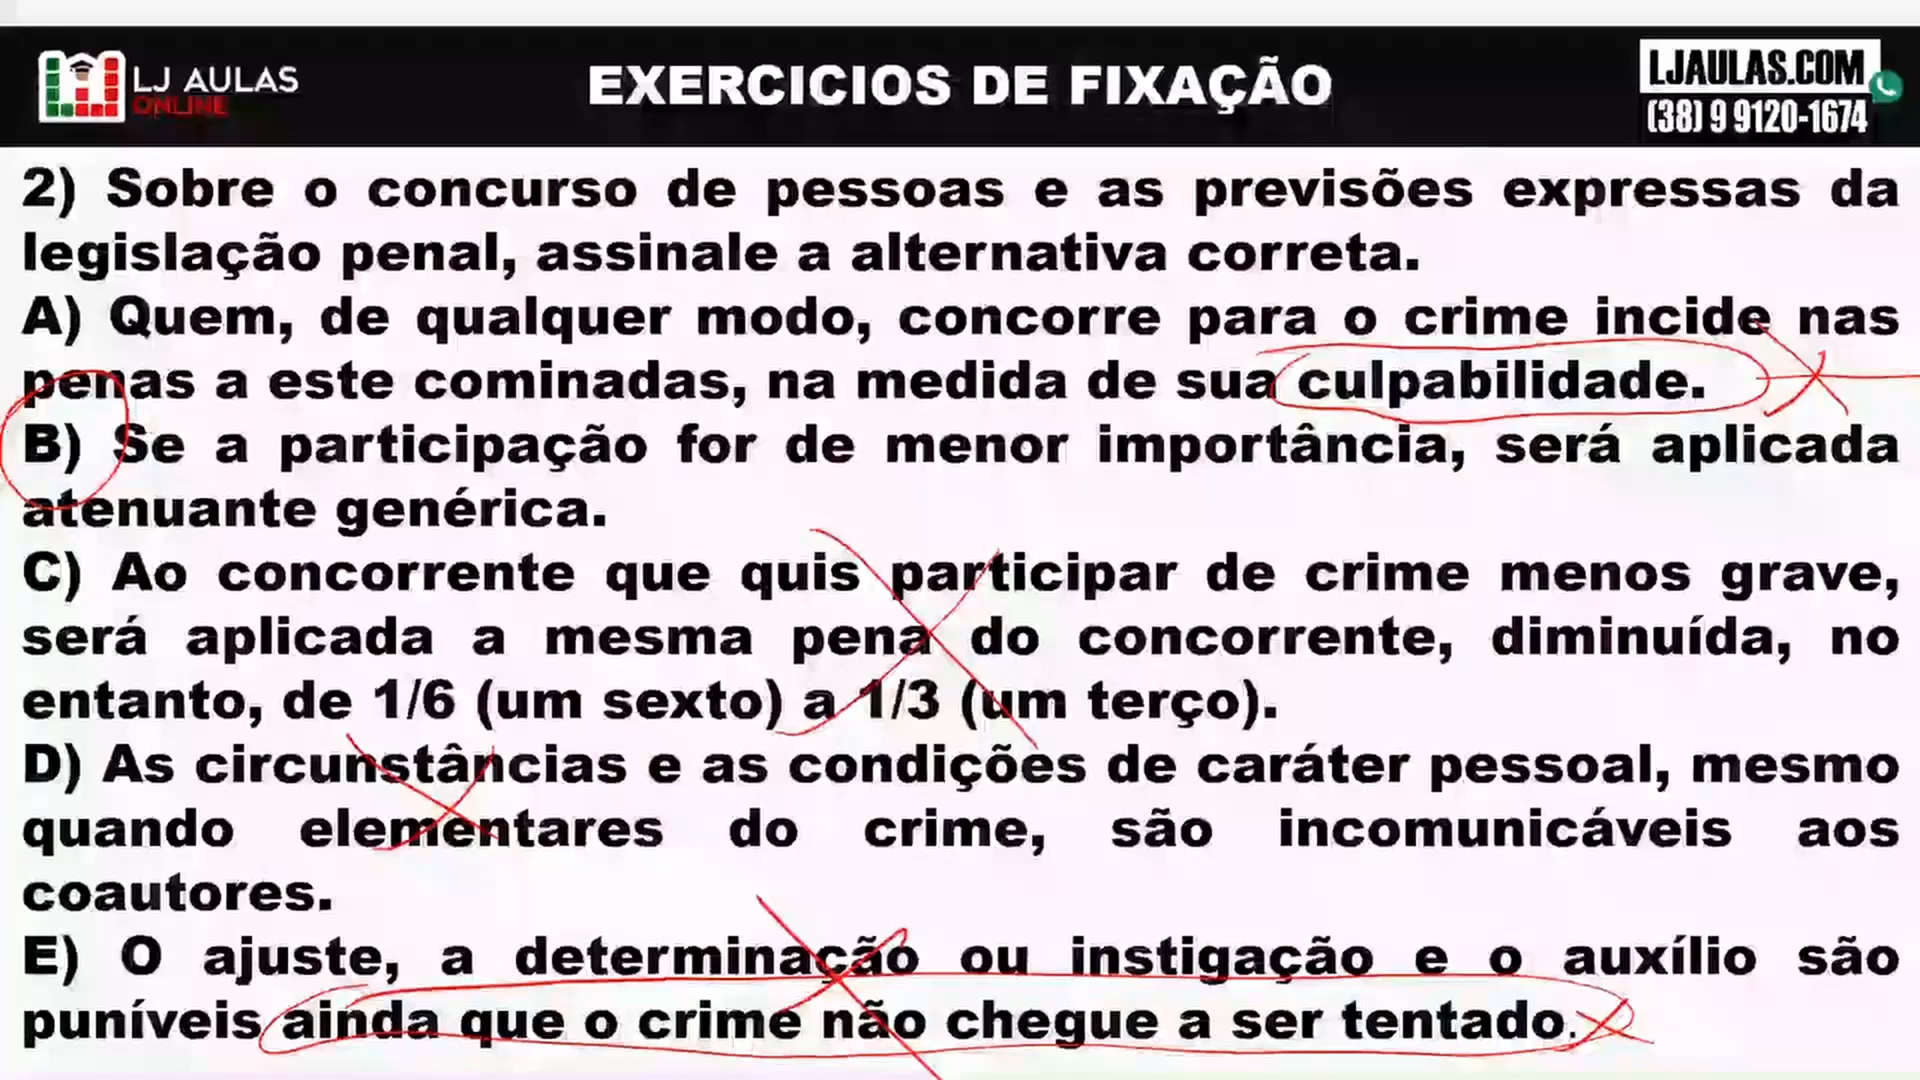 LJ AULAS
ONLINE
EXERCICIOS DE FIXAÇÃO
LJAULAS.COM
(38) 9 9120-1674
2) Sobre o concurso de pessoas e as previsões expressas da
legislação penal, assinale a alternativa correta.
A) Quem, de qualquer modo, concorre para o crime incide nas
penas a este cominadas, na medida de sua culpabilidade.
B) Se a participação for de menor importância, será aplicada
atenuante genérica.
C) Ao concorrente que quis participar de crime menos grave,
será aplicada a mesma pena do concorrente, diminuída, no
entanto, de 1/6 (um sexto) a 1/3 (um terço).
D) As circunstâncias e as condições de caráter pessoal, mesmo
quando elementares do crime, são incomunicáveis aos
coautores.
E) O ajuste, a determinação ou instigação e o auxílio são
puníveis ainda que o crime não chegue a ser tentado.